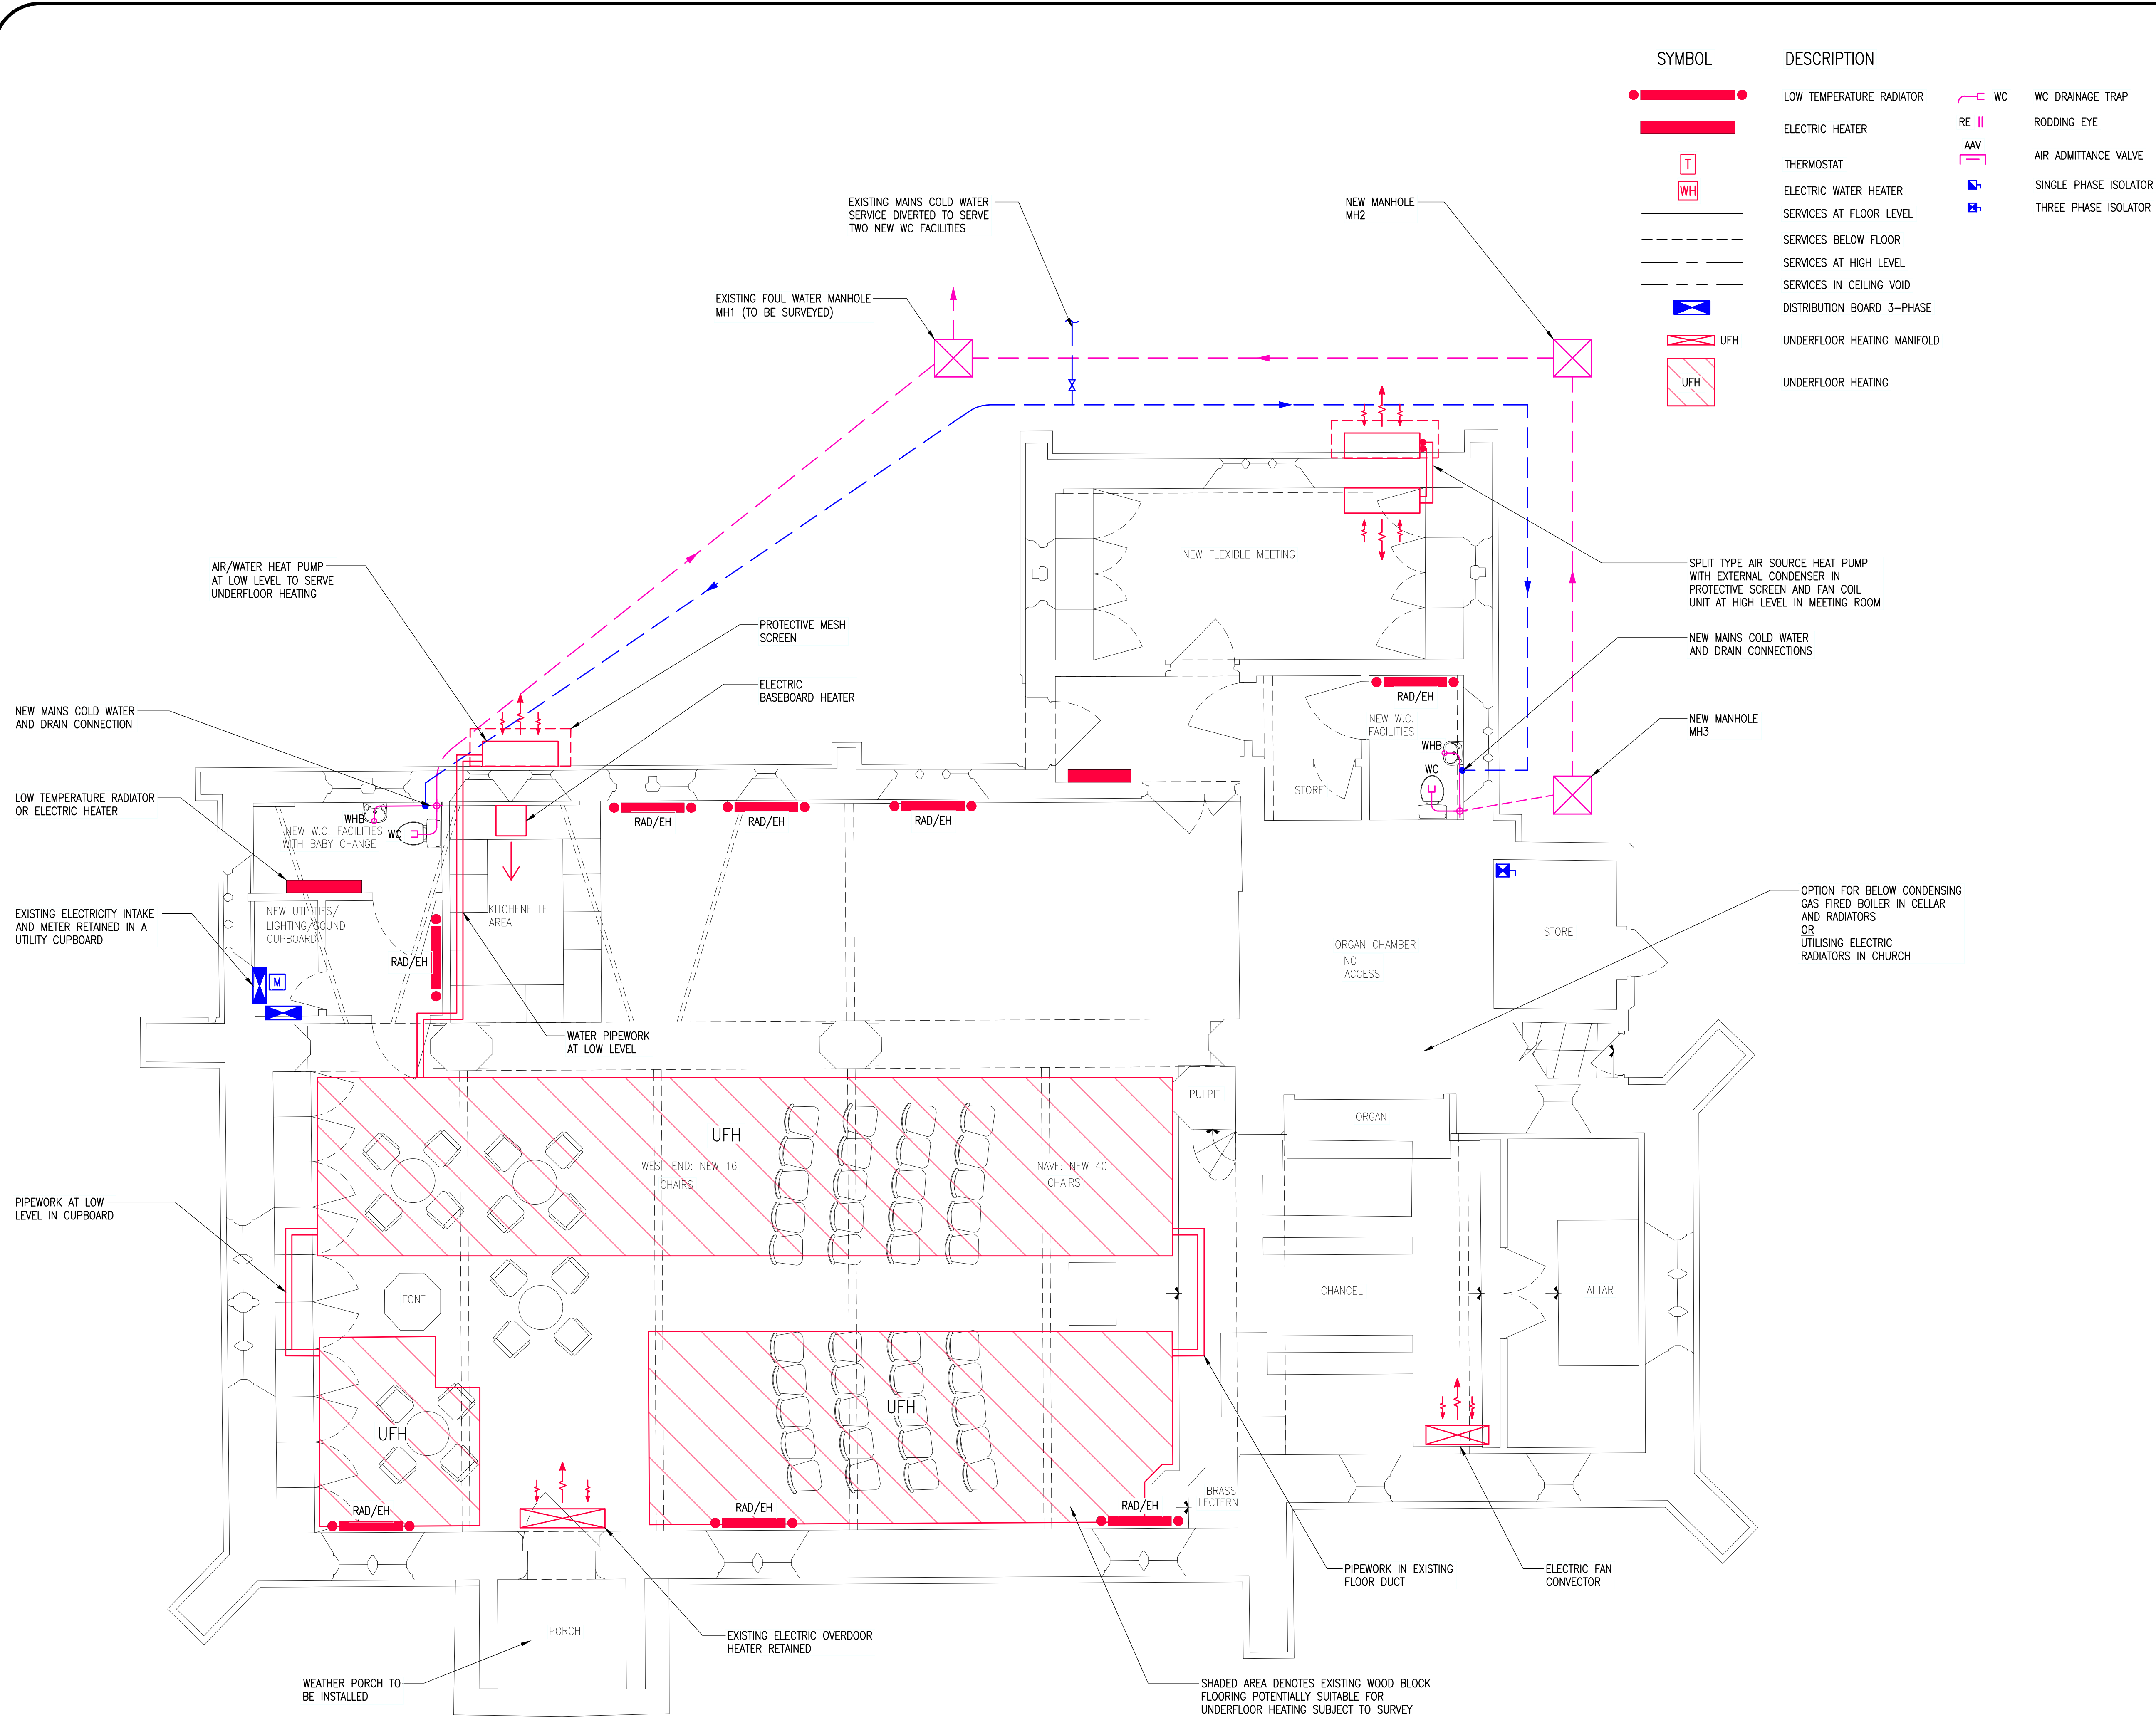 SYMBOL DESCRIPTION
LOW TEMPERATURE RADIATOR
ELECTRIC HEATER
T THERMOSTAT
WH ELECTRIC WATER HEATER
SERVICES AT FLOOR LEVEL
SERVICES BELOW FLOOR
SERVICES AT HIGH LEVEL
SERVICES IN CEILING VOID
DISTRIBUTION BOARD 3-PHASE
UFH UNDERFLOOR HEATING MANIFOLD
UFH UNDERFLOOR HEATING
WC WC DRAINAGE TRAP
RE RODDING EYE
AAV AIR ADMITTANCE VALVE
SINGLE PHASE ISOLATOR
THREE PHASE ISOLATOR
EXISTING MAINS COLD WATER
SERVICE DIVERTED TO SERVE
TWO NEW WC FACILITIES
NEW MANHOLE
MH2
EXISTING FOUL WATER MANHOLE
MH1 (TO BE SURVEYED)
AIR/WATER HEAT PUMP
AT LOW LEVEL TO SERVE
UNDERFLOOR HEATING
NEW FLEXIBLE MEETING
SPLIT TYPE AIR SOURCE HEAT PUMP
WITH EXTERNAL CONDENSER IN
PROTECTIVE SCREEN AND FAN COIL
UNIT AT HIGH LEVEL IN MEETING ROOM
PROTECTIVE MESH
SCREEN
NEW MAINS COLD WATER
AND DRAIN CONNECTIONS
ELECTRIC
BASEBOARD HEATER
RAD/EH
NEW MAINS COLD WATER
AND DRAIN CONNECTION
NEW W.C.
FACILITIES
NEW MANHOLE
MH3
WHB
WC
STORE
LOW TEMPERATURE RADIATOR
OR ELECTRIC HEATER
WHB
WC
NEW W.C. FACILITIES
WITH BABY CHANGE
RAD/EH
RAD/EH
RAD/EH
EXISTING ELECTRICITY INTAKE
AND METER RETAINED IN A
UTILITY CUPBOARD
NEW UTILITIES/
LIGHTING/SOUND
CUPBOARD
KITCHENETTE
AREA
RAD/EH
M
ORGAN CHAMBER
NO
ACCESS
STORE
OPTION FOR BELOW CONDENSING
GAS FIRED BOILER IN CELLAR
AND RADIATORS
OR
UTILISING ELECTRIC
RADIATORS IN CHURCH
WATER PIPEWORK
AT LOW LEVEL
PULPIT
ORGAN
UFH
WEST END: NEW 16
CHAIRS
NAVE: NEW 40
CHAIRS
PIPEWORK AT LOW
LEVEL IN CUPBOARD
FONT
CHANCEL
ALTAR
UFH
UFH
RAD/EH
RAD/EH
RAD/EH
BRASS
LECTERN
PIPEWORK IN EXISTING
FLOOR DUCT
ELECTRIC FAN
CONVECTOR
PORCH
EXISTING ELECTRIC OVERDOOR
HEATER RETAINED
WEATHER PORCH TO
BE INSTALLED
SHADED AREA DENOTES EXISTING WOOD BLOCK
FLOORING POTENTIALLY SUITABLE FOR
UNDERFLOOR HEATING SUBJECT TO SURVEY